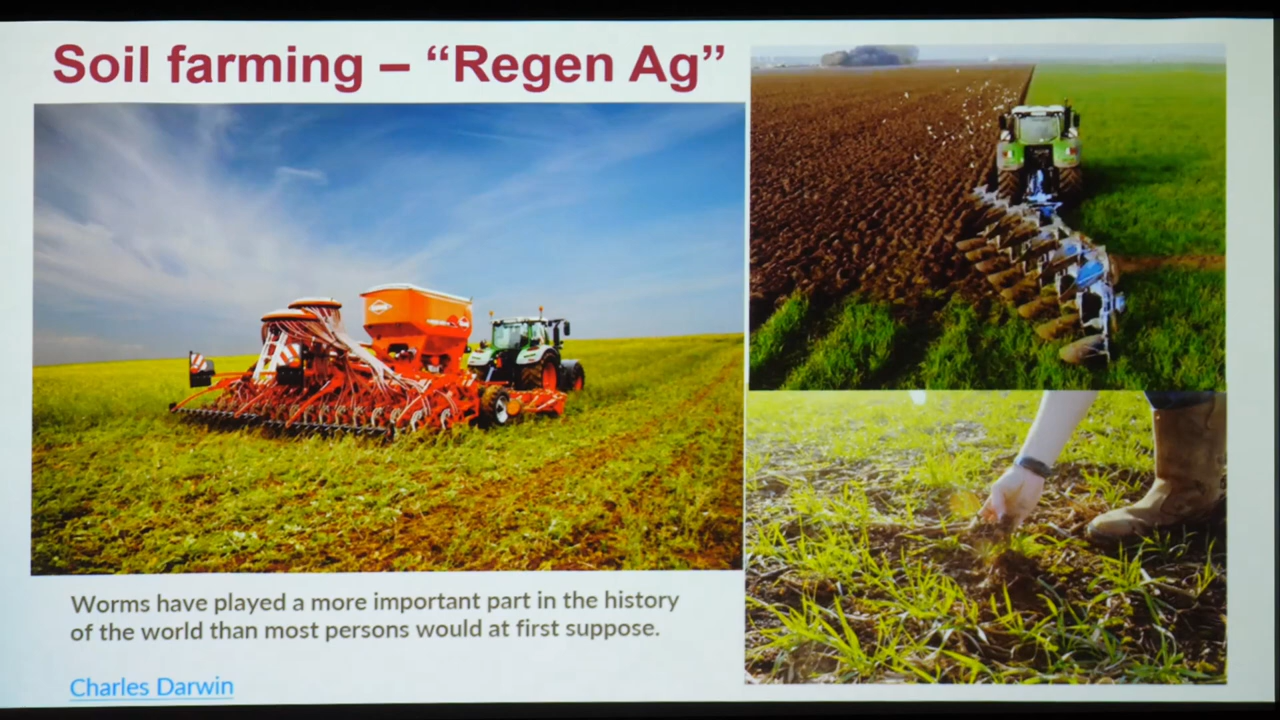 Soil farming – “Regen Ag”
Worms have played a more important part in the history
of the world than most persons would at first suppose.
Charles Darwin